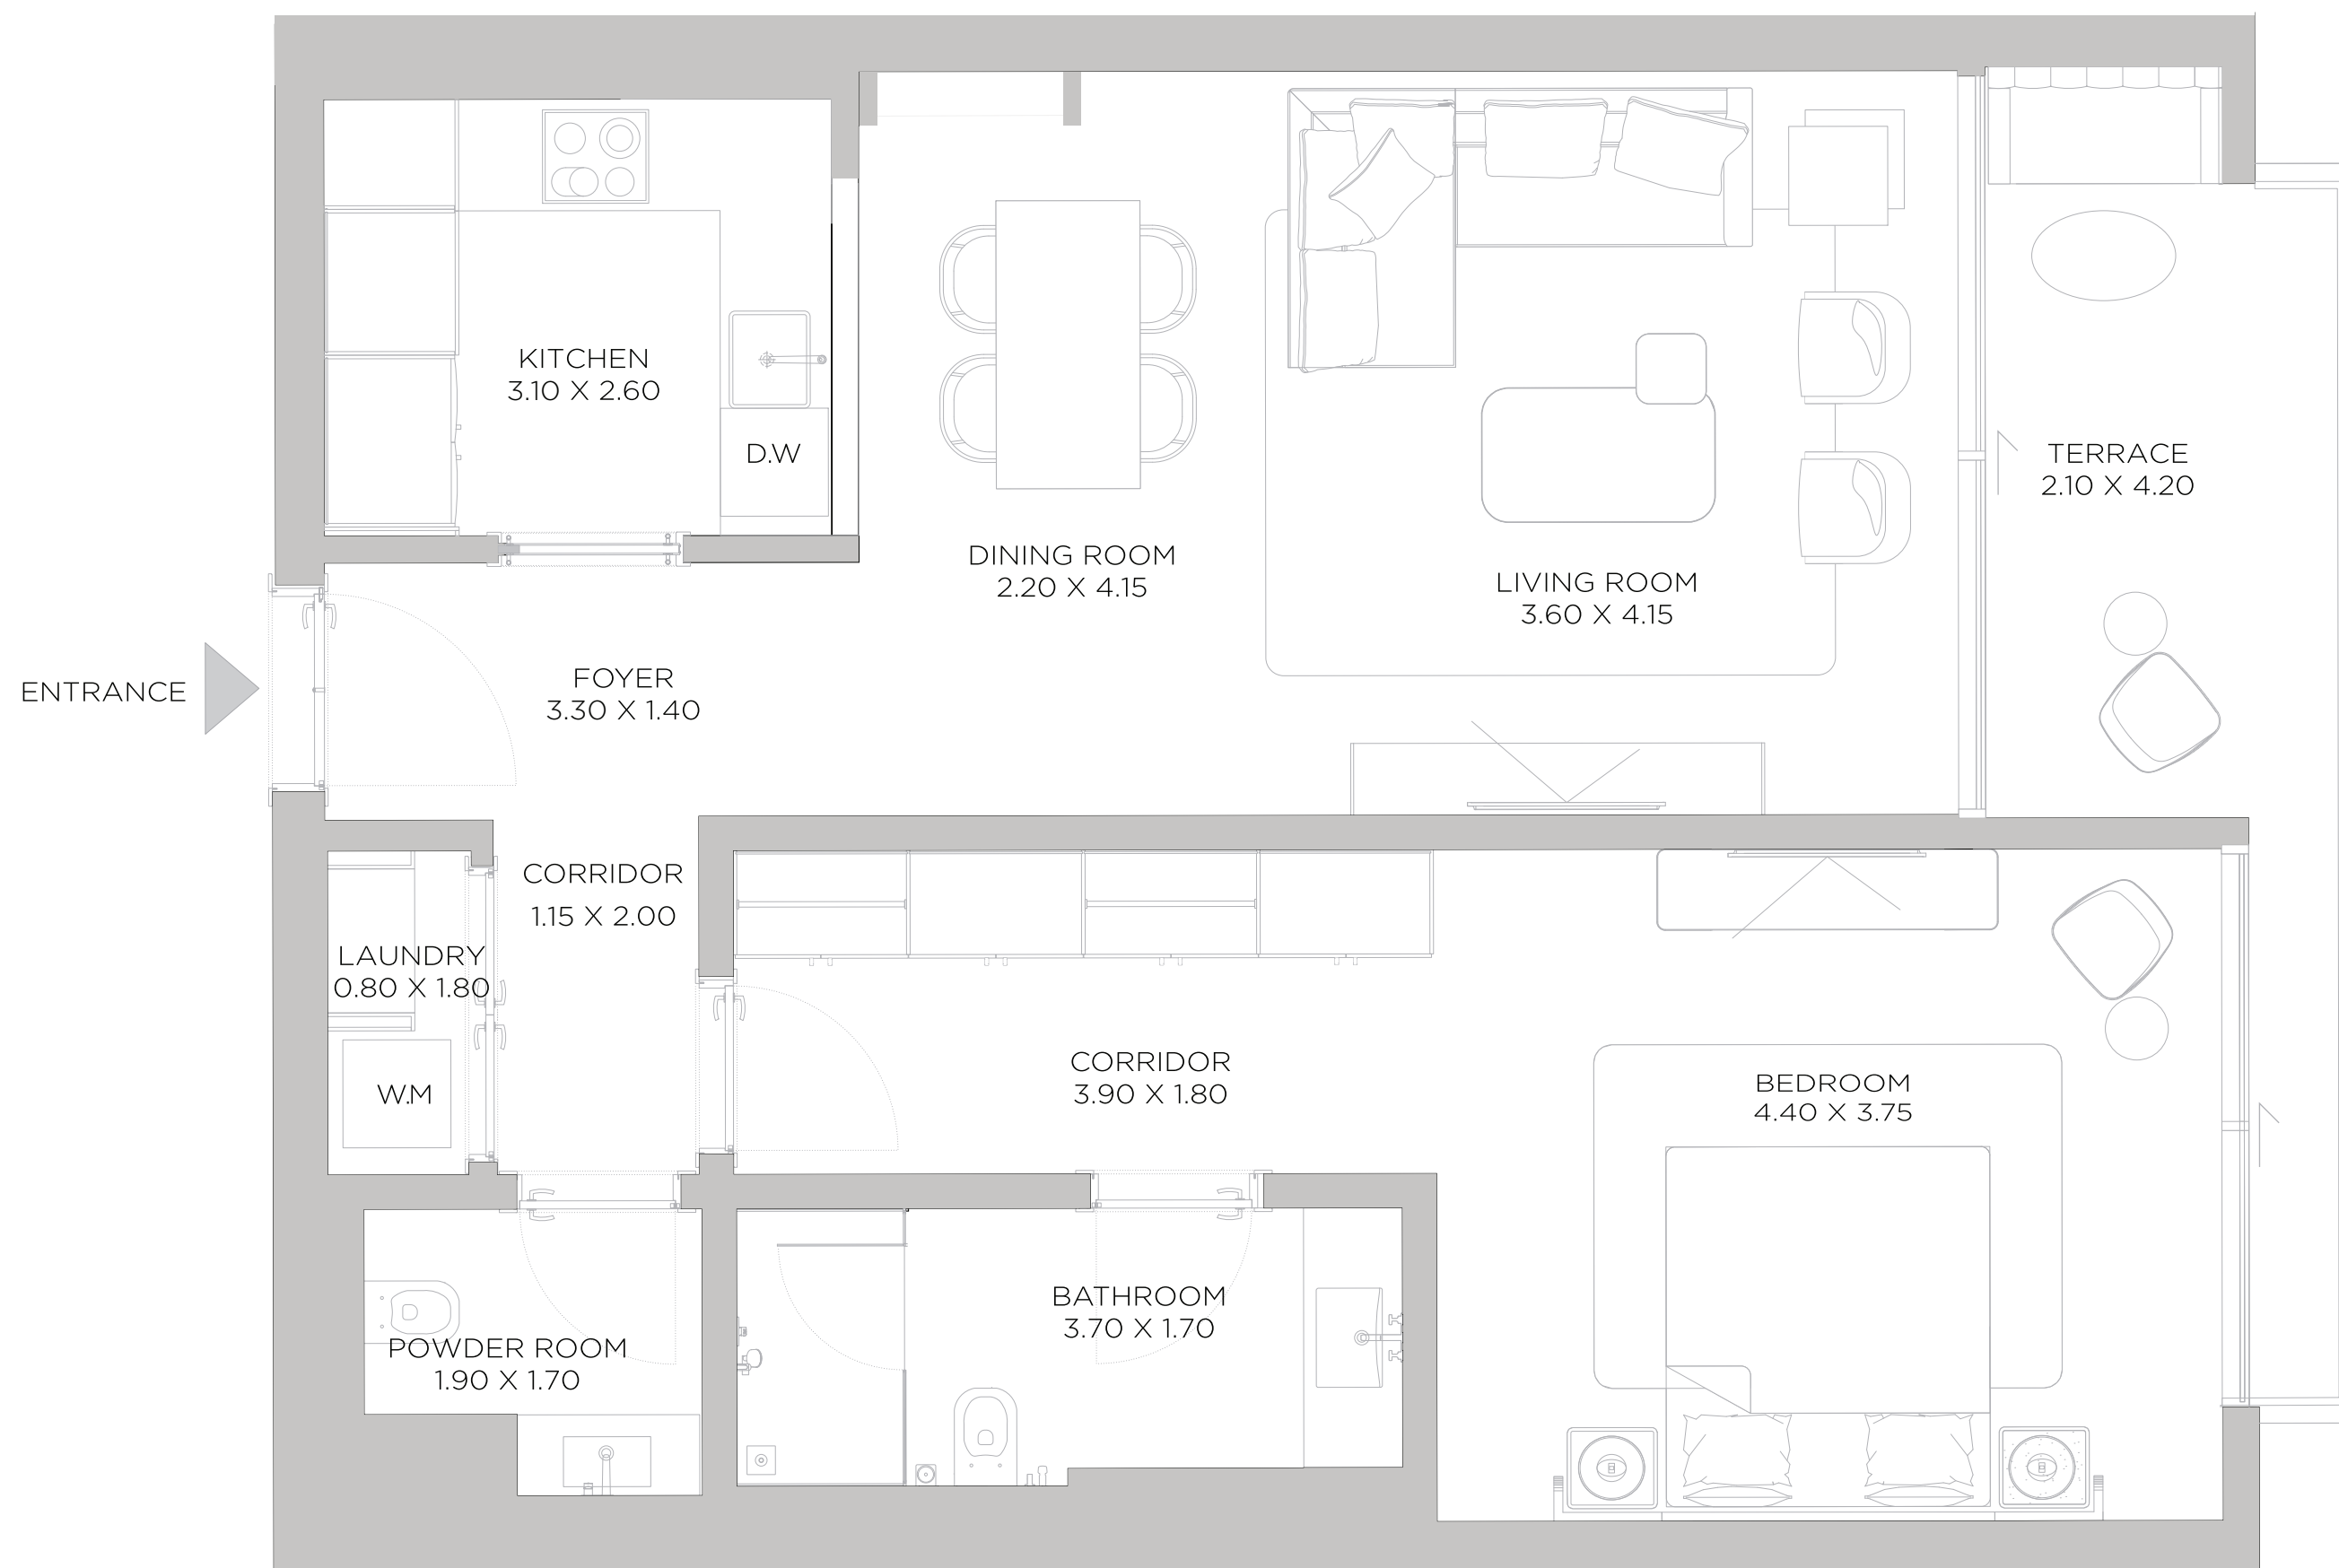 KITCHEN
3.10 X 2.60
D.W
DINING ROOM
2.20 X 4.15
LIVING ROOM
3.60 X 4.15
TERRACE
2.10 X 4.20
ENTRANCE
FOYER
3.30 X 1.40
CORRIDOR
1.15 X 2.00
LAUNDRY
0.80 X 1.80
W.M
CORRIDOR
3.90 X 1.80
BEDROOM
4.40 X 3.75
POWDER ROOM
1.90 X 1.70
BATHROOM
3.70 X 1.70